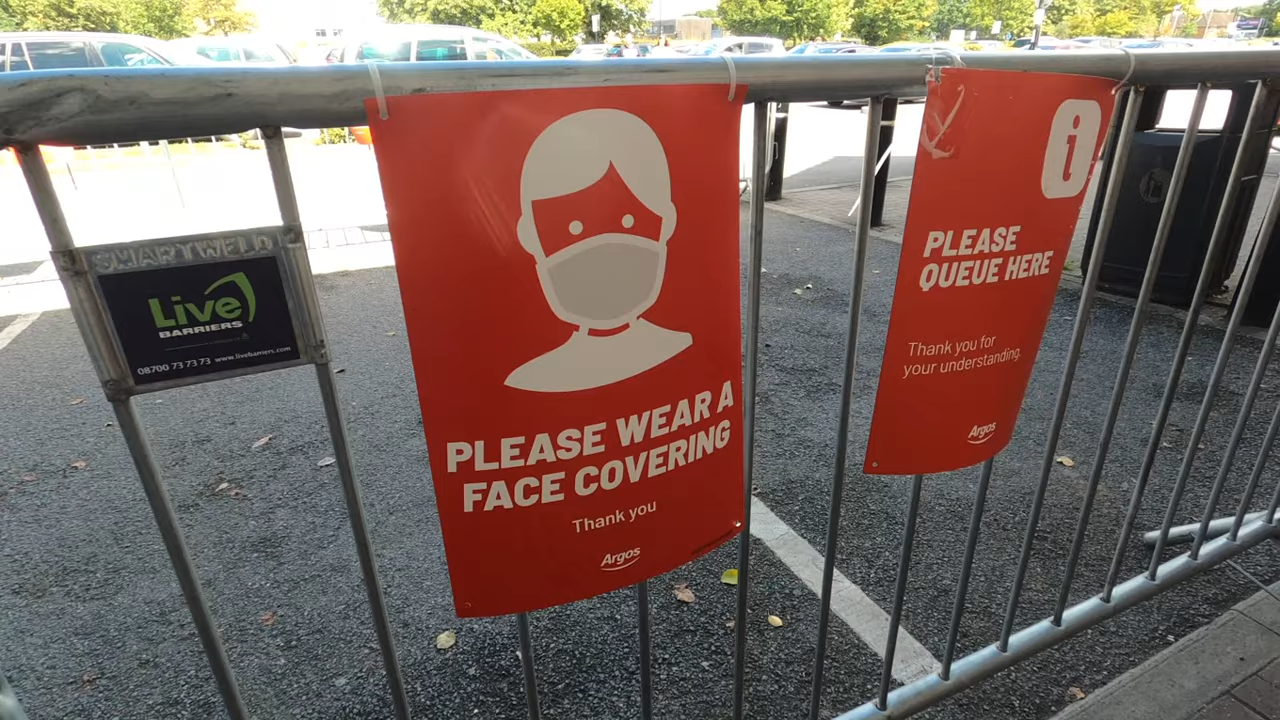 SMARTWELD
Live
BARRIERS
08700 73 73 73 www.livebarriers.com
PLEASE WEAR A
FACE COVERING
Thank you
Argos
i
PLEASE
QUEUE HERE
Thank you for
your understanding.
Argos